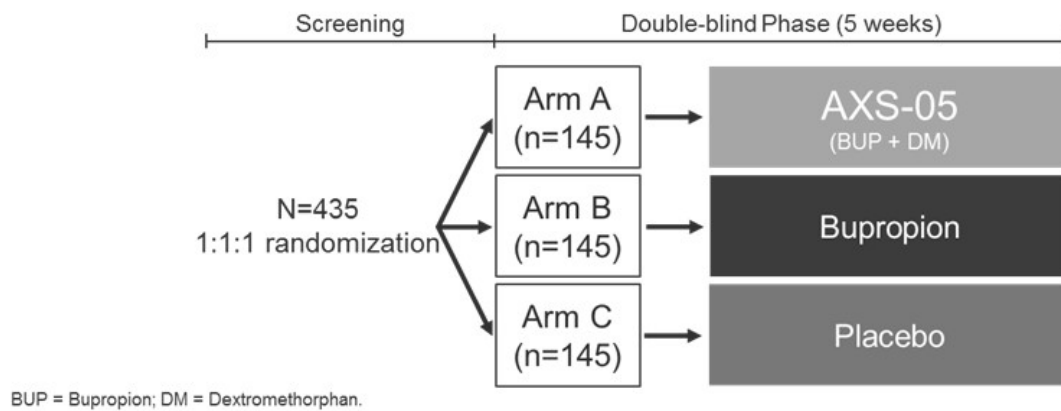 Screening
Double-blind Phase (5 weeks)
Arm A
(n=145)
AXS-05
(BUP + DM)
N=435
1:1:1 randomization
Arm B
(n=145)
Bupropion
Arm C
(n=145)
Placebo
BUP = Bupropion; DM = Dextromethorphan.